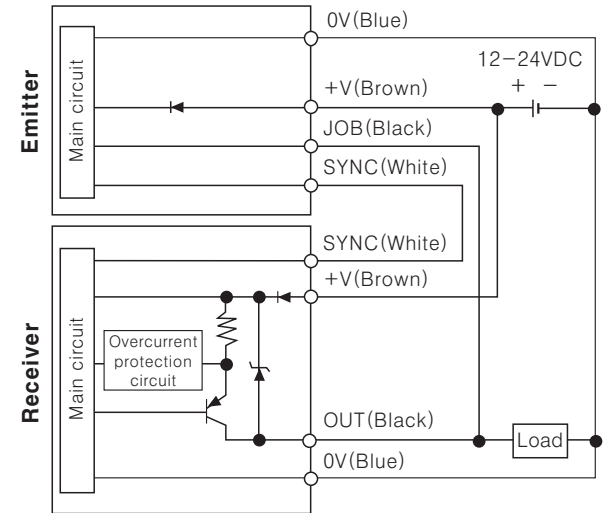 Emitter
Main circuit
0V(Blue)
12-24VDC
+ -
+V(Brown)
JOB(Black)
SYNC(White)
Receiver
Main circuit
SYNC(White)
+V(Brown)
Overcurrent
protection
circuit
OUT(Black)
Load
0V(Blue)